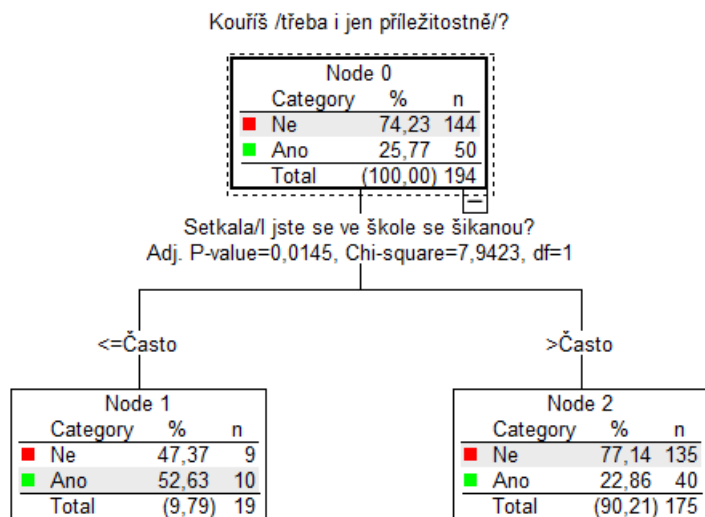 Kouříš /třeba i jen příležitostně/?
Node 0
Category % n
Ne 74,23 144
Ano 25,77 50
Total (100,00) 194
Setkala/l jste se ve škole se šikanou?
Adj. P-value=0,0145, Chi-square=7,9423, df=1
<=Často >Často
Node 1
Category % n
Ne 47,37 9
Ano 52,63 10
Total (9,79) 19
Node 2
Category % n
Ne 77,14 135
Ano 22,86 40
Total (90,21) 175